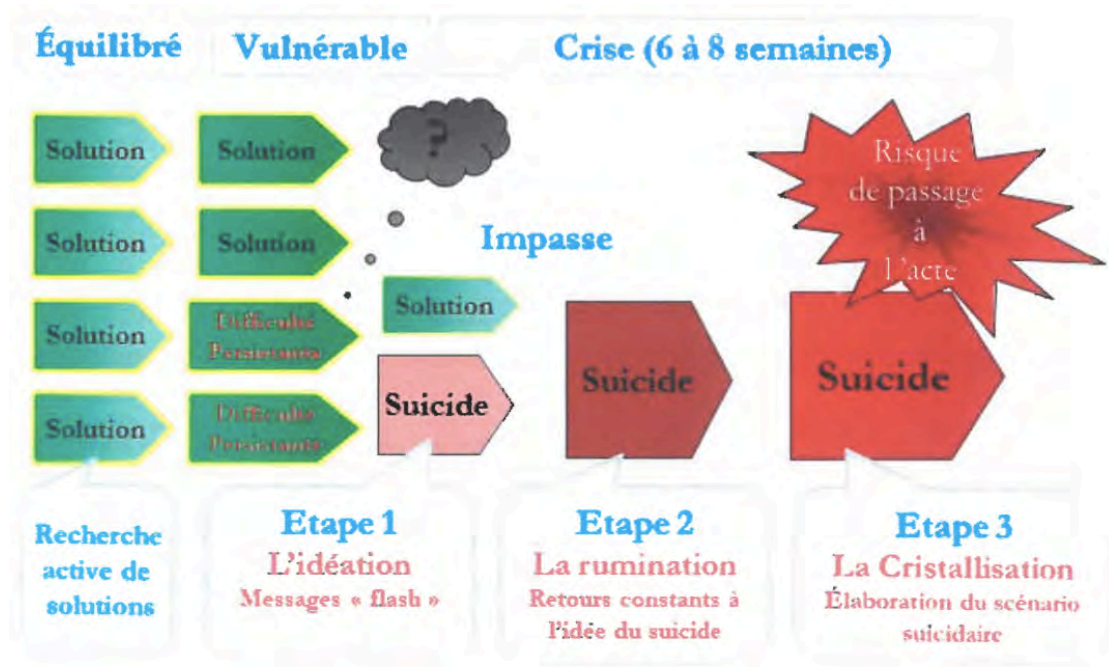 Équilibré Vulnérable Crise (6 à 8 semaines)
Solution Solution ?
Solution Solution
Impasse
Solution
Solution
Difficulté
Persistante
Suicide
Suicide
Suicide
Risque
de passage
à
L'acte
Solution
Difficulté
Persistante
Recherche
active de
solutions
Etape 1
L'idéation
Messages « flash »
Etape 2
La rumination
Retours constants à
l'idée du suicide
Etape 3
La Cristallisation
Élaboration du scénario
suicidaire